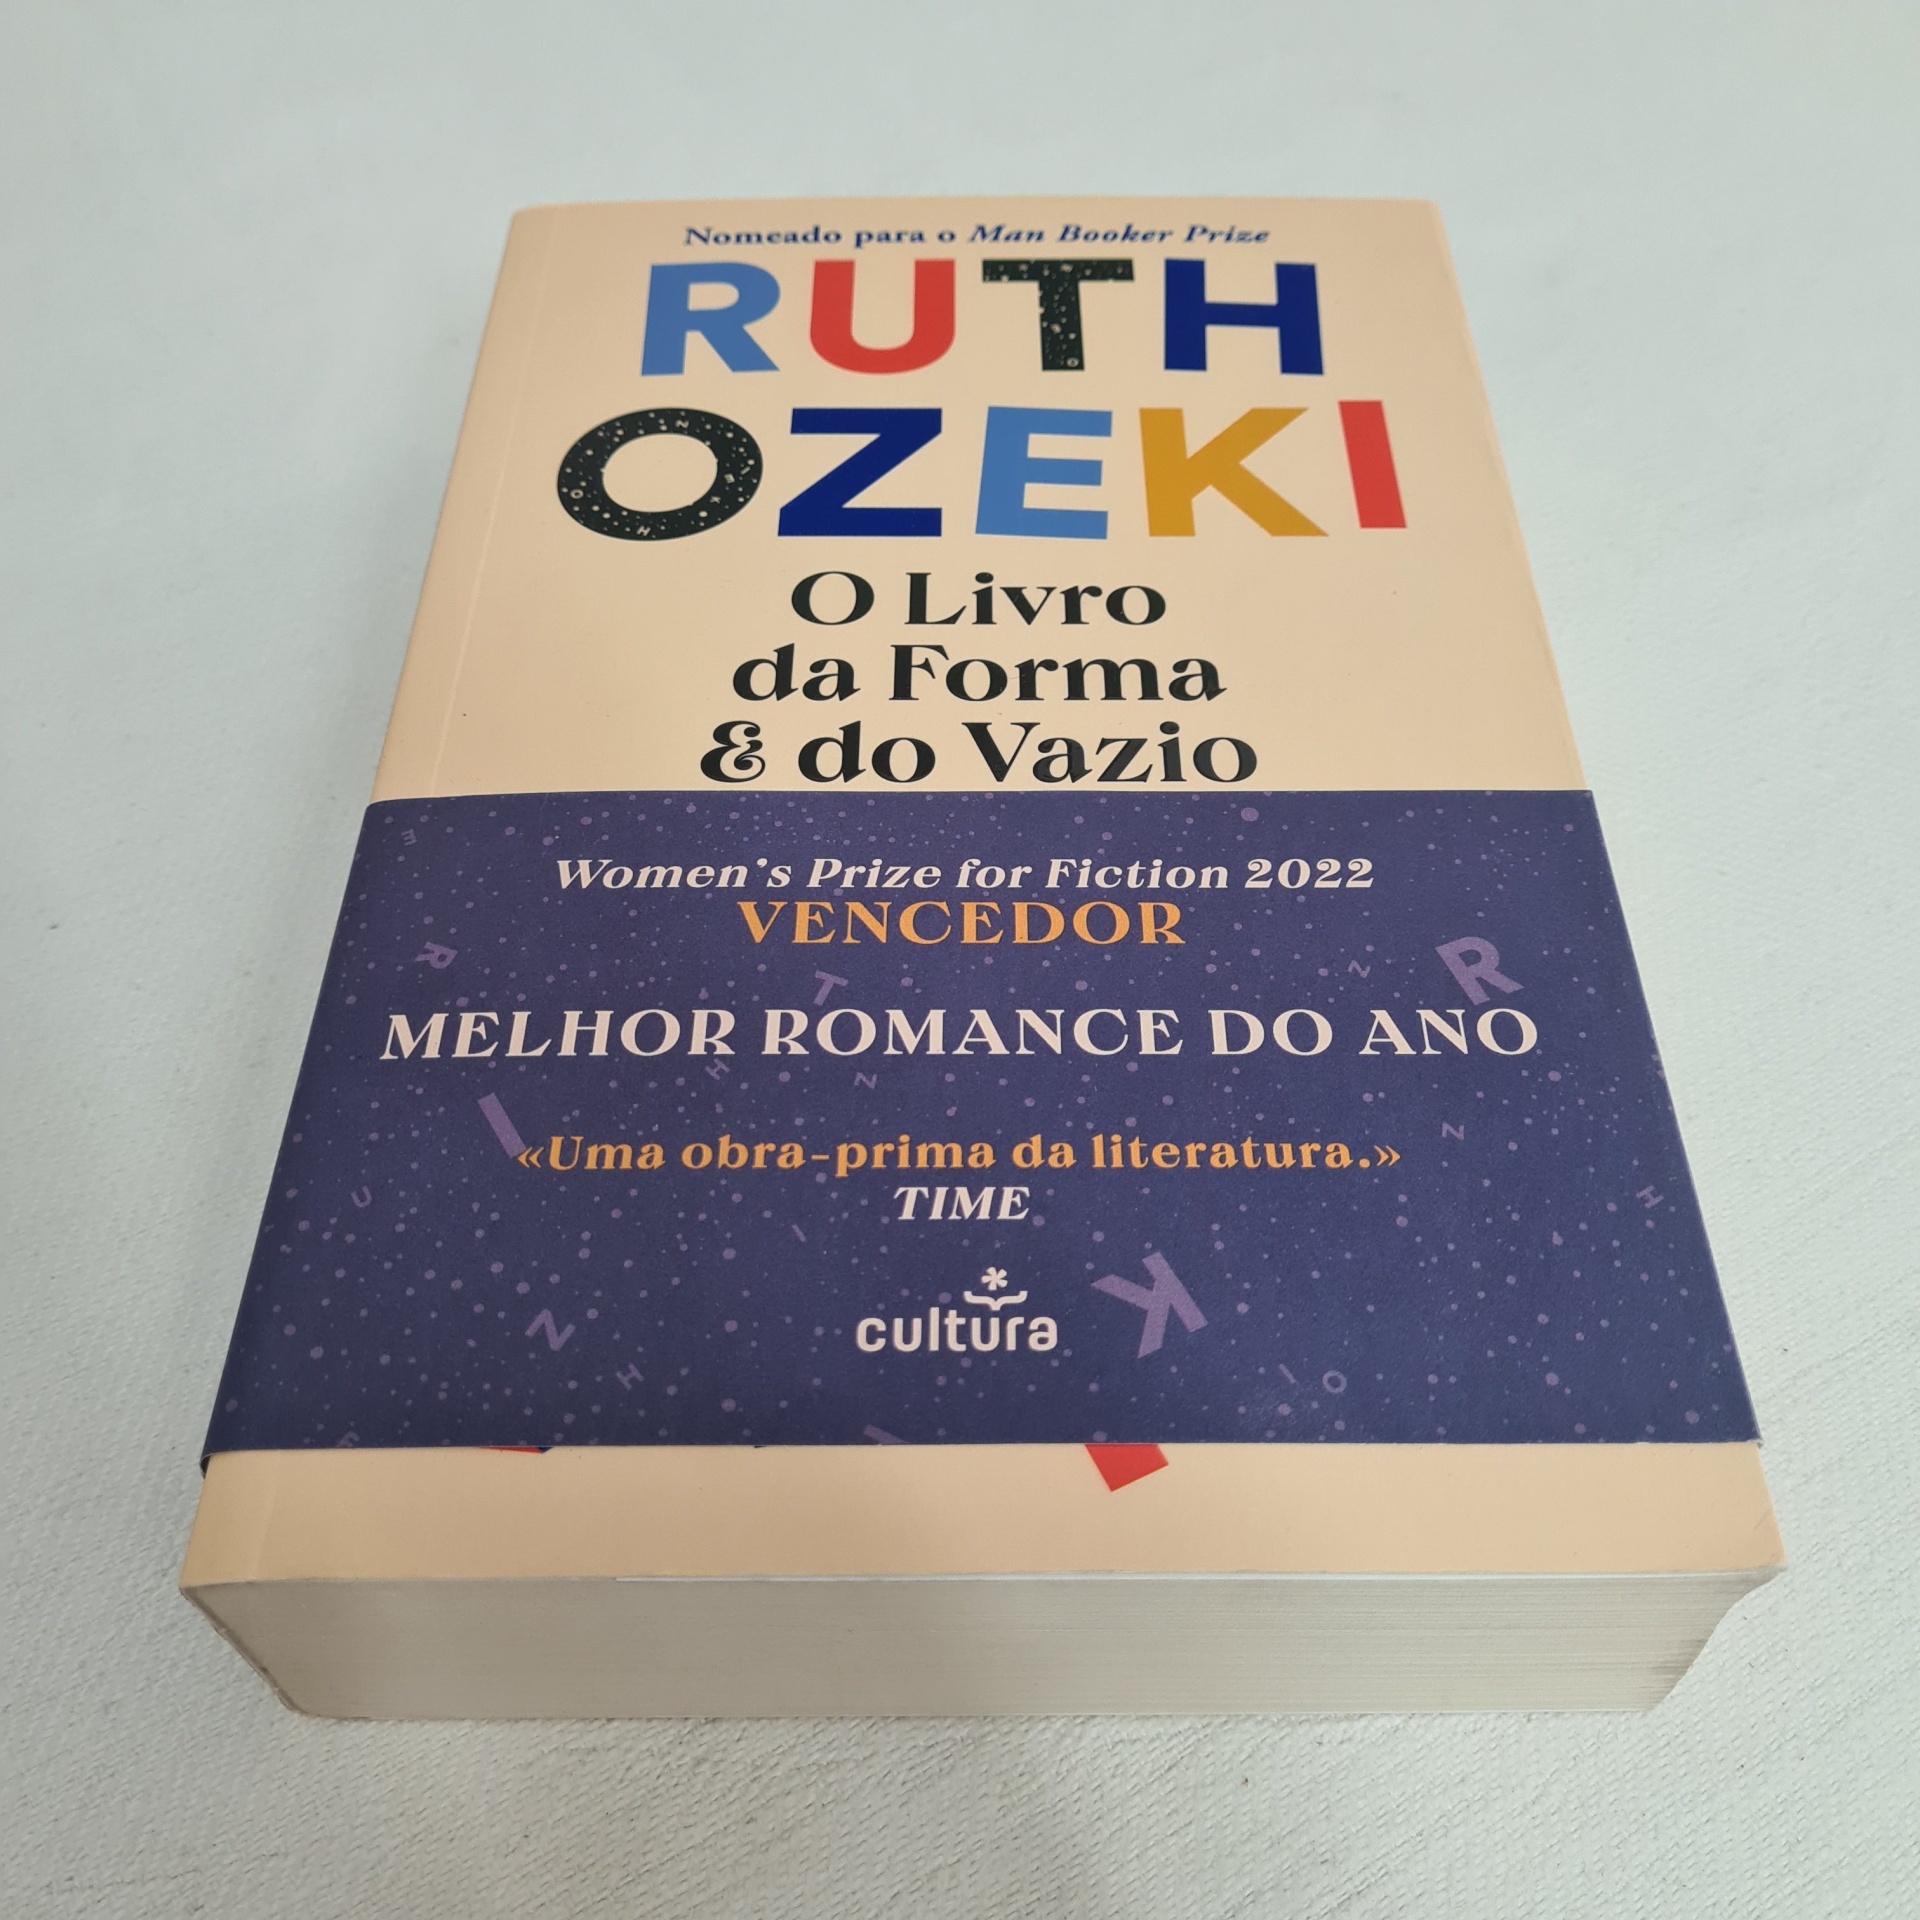 Nomeado para o Man Booker Prize
RUTH
OZEKI
O Livro
da Forma
& do Vazio
Women's Prize for Fiction 2022
VENCEDOR
MELHOR ROMANCE DO ANO
«Uma obra-prima da literatura.»
TIME
cultura